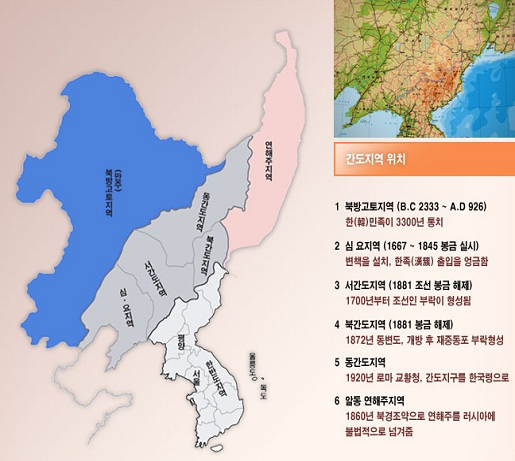 연해주지역
북방고토지역
(만주)
동간도지역
북간도지역
서간도지역
심·요지역
평양
서울
한반도지역
울릉도
독도
간도지역 위치
1 북방고토지역 (B.C 2333 ~ A.D 926)
한(韓)민족이 3300년 통치
2 심 요지역 (1667 ~ 1845 봉금 실시)
변책을 설치, 한족(漢族) 출입을 엄금함
3 서간도지역 (1881 조선 봉금 해제)
1700년부터 조선인 부락이 형성됨
4 북간도지역 (1881 봉금 해제)
1872년 동변도, 개방 후 재중동포 부락형성
5 동간도지역
1920년 로마 교황청, 간도지구를 한국령으로
6 알동 연해주지역
1860년 북경조약으로 연해주를 러시아에
불법적으로 넘겨줌